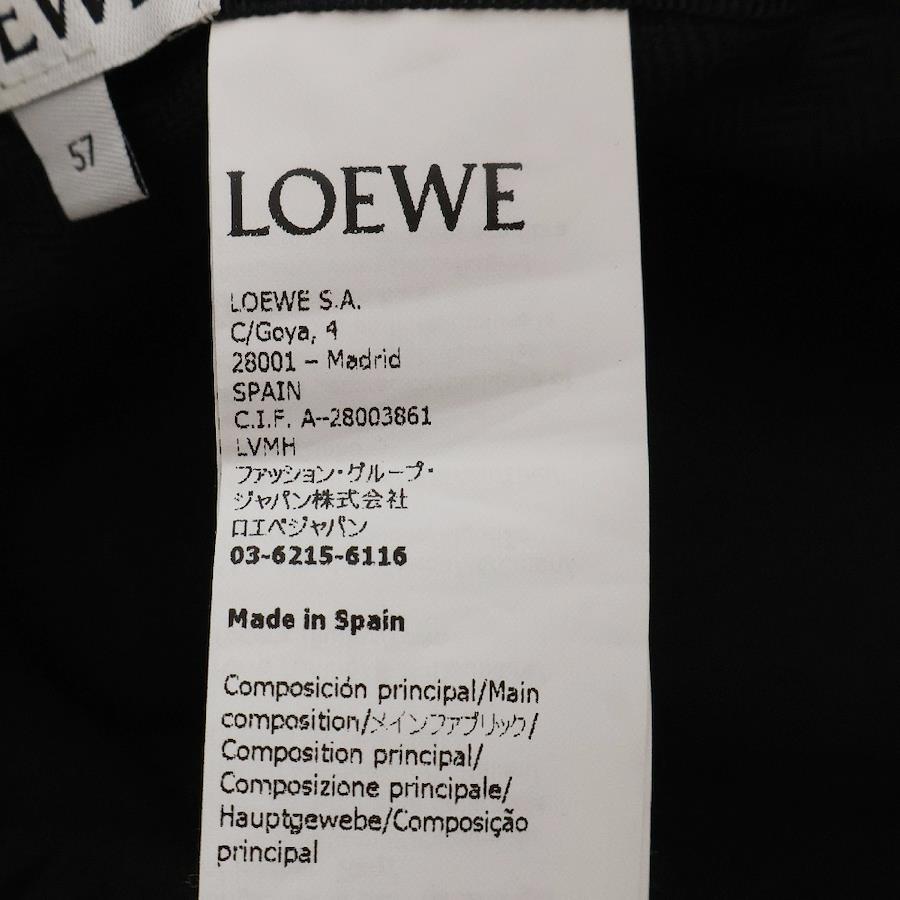 LOEWE
57
LOEWE
LOEWE S.A.
C/Goya, 4
28001 – Madrid
SPAIN
C.I.F. A--28003861
LVMH
ファッション・グループ・
ジャパン株式会社
ロエベジャパン
03-6215-6116
Made in Spain
Composición principal/Main
composition/メインファブリック/
Composition principal/
Composizione principale/
Hauptgewebe/Composição
principal